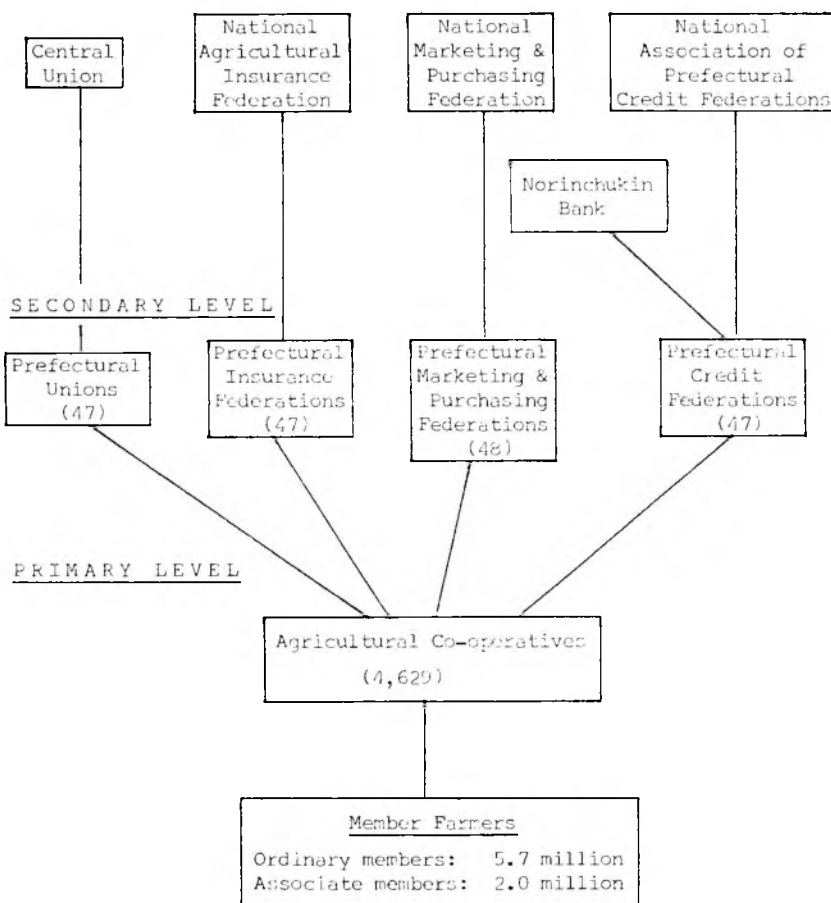 Central
Union
National
Agricultural
Insurance
Federation
National
Marketing &
Purchasing
Federation
National
Association of
Prefectural
Credit Federations
Norinchukin
Bank
SECONDARY LEVEL
Prefectural
Unions
(47)
Prefectural
Insurance
Federations
(47)
Prefectural
Marketing &
Purchasing
Federations
(48)
Prefectural
Credit
Federations
(47)
PRIMARY LEVEL
Agricultural Co-operatives
(4,629)
Member Farmers
Ordinary members: 5.7 million
Associate members: 2.0 million